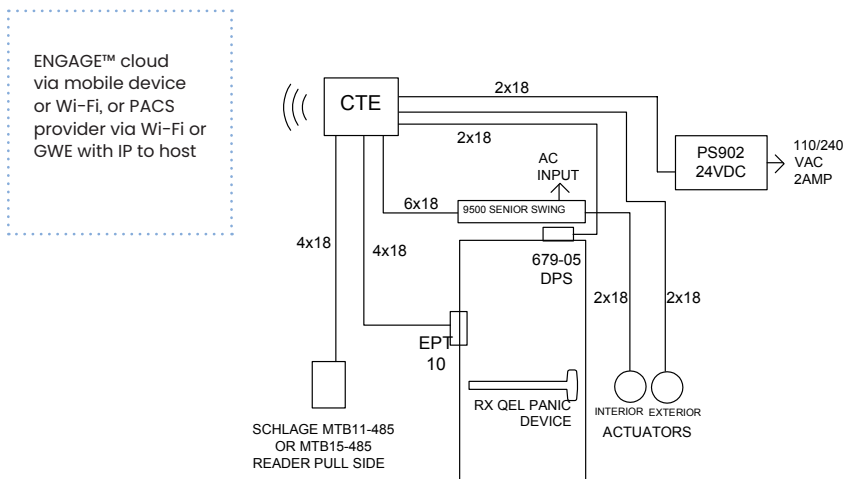 ENGAGE™ cloud
via mobile device
or Wi-Fi, or PACS
provider via Wi-Fi or
GWE with IP to host
CTE
2x18
2x18
PS902
24VDC
110/240
VAC
2AMP
AC
INPUT
6x18
9500 SENIOR SWING
4x18
4x18
679-05
DPS
2x18
2x18
EPT
10
RX QEL PANIC
DEVICE
INTERIOR
EXTERIOR
ACTUATORS
SCHLAGE MTB11-485
OR MTB15-485
READER PULL SIDE